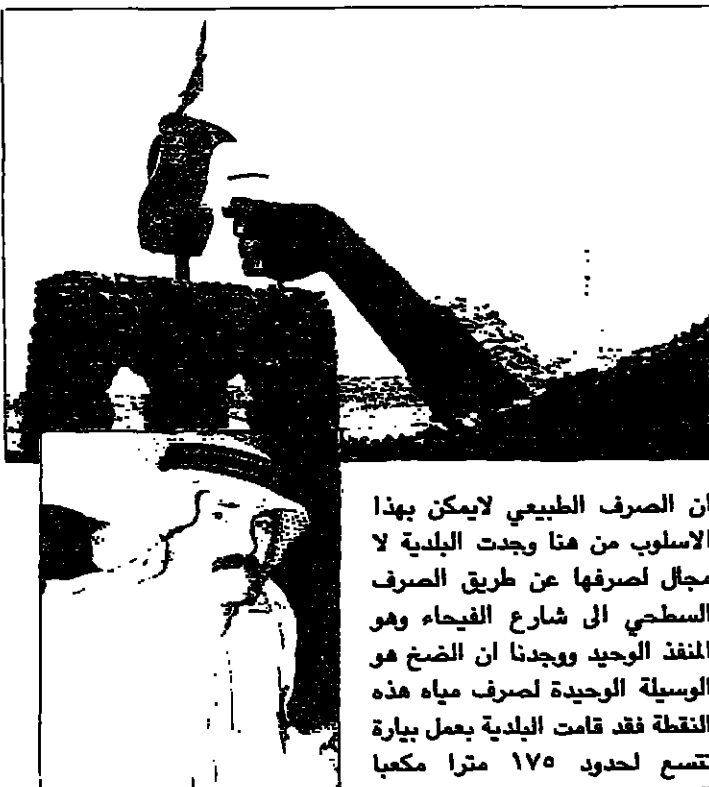 ان الصرف الطبيعي لايمكن بهذا
الاسلوب من هنا وجدت البلدية لا
مجال لصرفها عن طريق الصرف
السطحي الى شارع الفيحاء وهو
المنفذ الوحيد ووجدنا ان الضخ هو
الوسيلة الوحيدة لصرف مياه هذه
النقطة فقد قامت البلدية بعمل بيارة
تتسع لحدود ١٧٥ مترا مكعبا